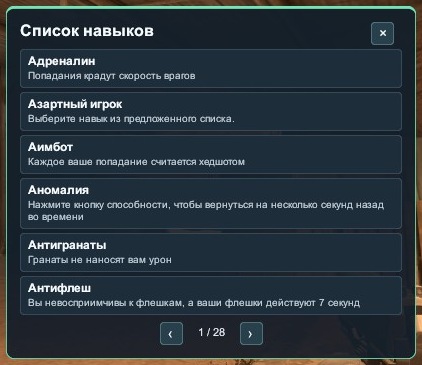 Список навыков
×
Адреналин
Попадания крадут скорость врагов
Азартный игрок
Выберите навык из предложенного списка.
Аимбот
Каждое ваше попадание считается хедшотом
Аномалия
Нажмите кнопку способности, чтобы вернуться на несколько секунд назад
во времени
Антигранаты
Гранаты не наносят вам урон
Антифлеш
Вы невосприимчивы к флешкам, а ваши флешки действуют 7 секунд
‹ 1 / 28 ›